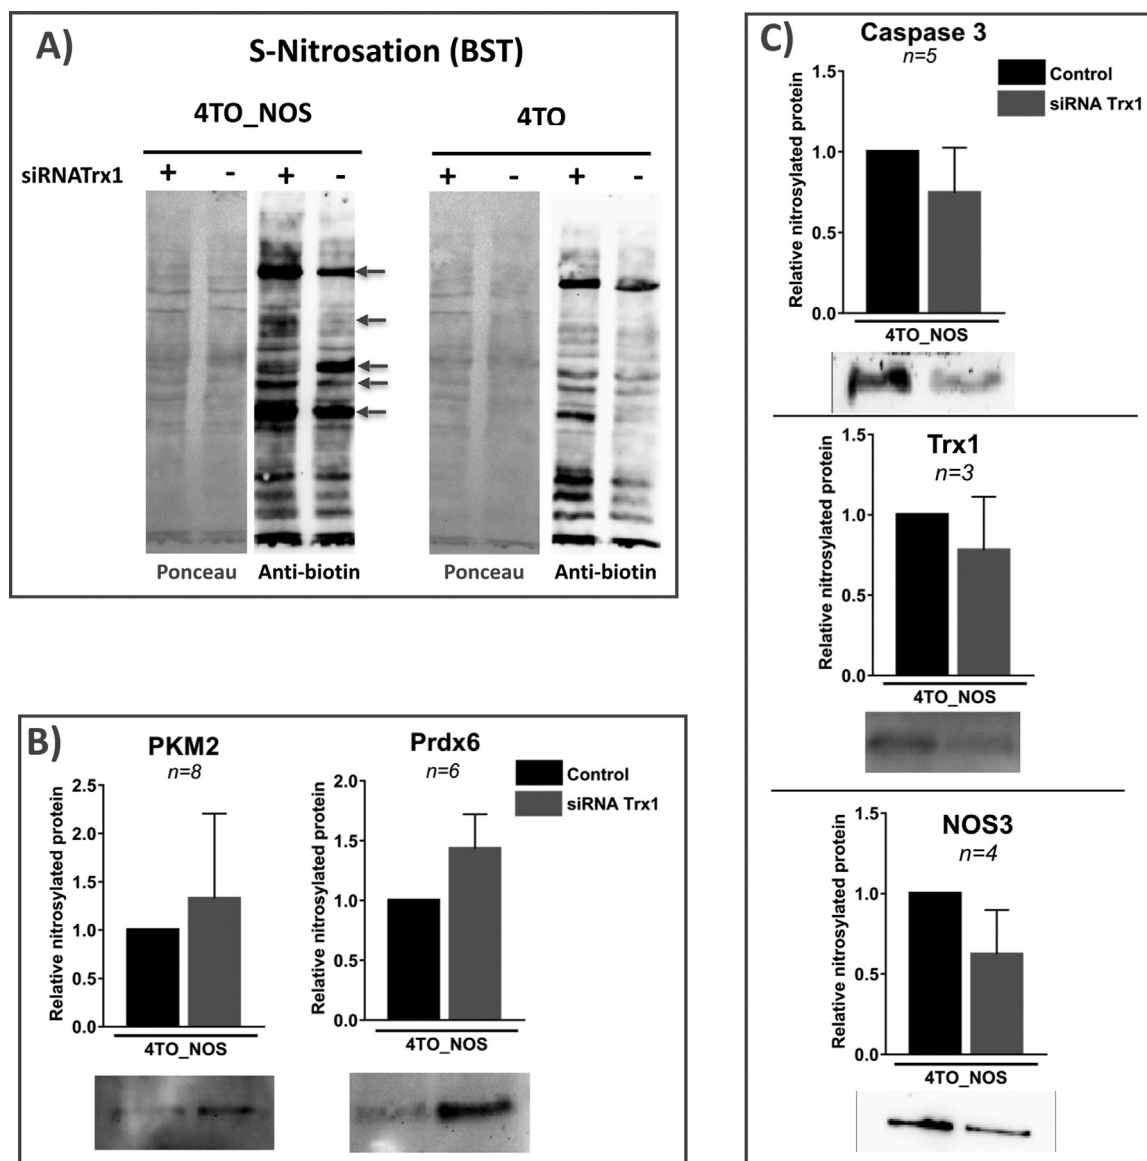 A)
S-Nitrosation (BST)
4TO_NOS
4TO
siRNATrx1
+ - + -
+ - + -
Ponceau
Anti-biotin
Ponceau
Anti-biotin
B)
PKM2
n=8
Relative nitrosylated protein
2.5
2.0
1.5
1.0
0.5
0.0
4TO_NOS
Prdx6
n=6
Relative nitrosylated protein
2.0
1.5
1.0
0.5
0.0
4TO_NOS
Control
siRNA Trx1
C)
Caspase 3
n=5
Control
siRNA Trx1
Relative nitrosylated protein
1.5
1.0
0.5
0.0
4TO_NOS
Trx1
n=3
Relative nitrosylated protein
1.5
1.0
0.5
0.0
4TO_NOS
NOS3
n=4
Relative nitrosylated protein
1.5
1.0
0.5
0.0
4TO_NOS